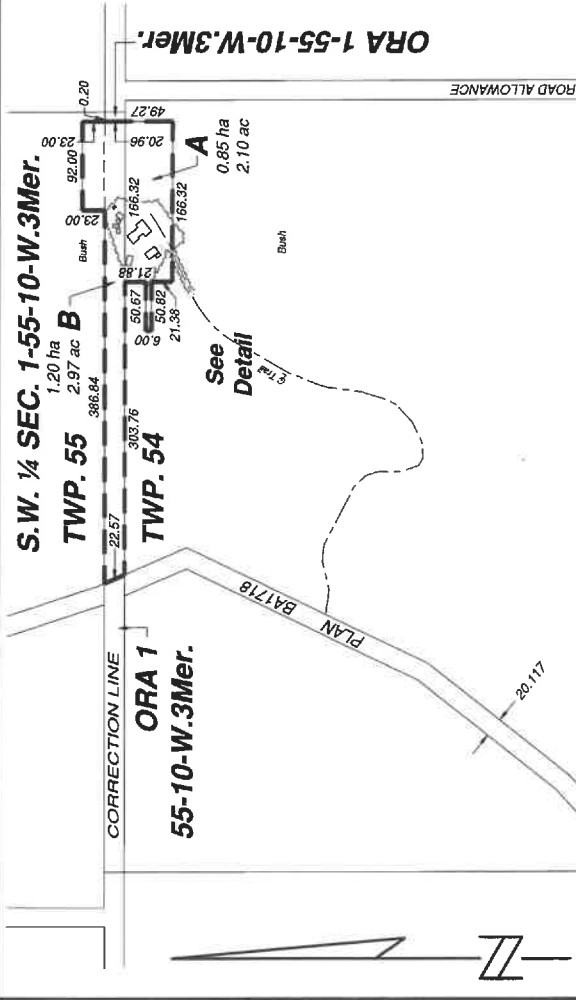 S.W. ¼ SEC. 1-55-10-W.3Mer.
1.20 ha
2.97 ac
B
TWP. 55
386.84
22.57
303.76
TWP. 54
CORRECTION LINE
ORA 1
55-10-W.3Mer.
ORA 1-55-10-W.3Mer.
ROAD ALLOWANCE
0.20
23.00
92.00
23.00
49.27
20.96
A
0.85 ha
2.10 ac
166.32
166.32
21.88
50.67
50.82
6.00
21.38
Bush
Bush
See
Detail
Trail
PLAN BA1718
20.117
N